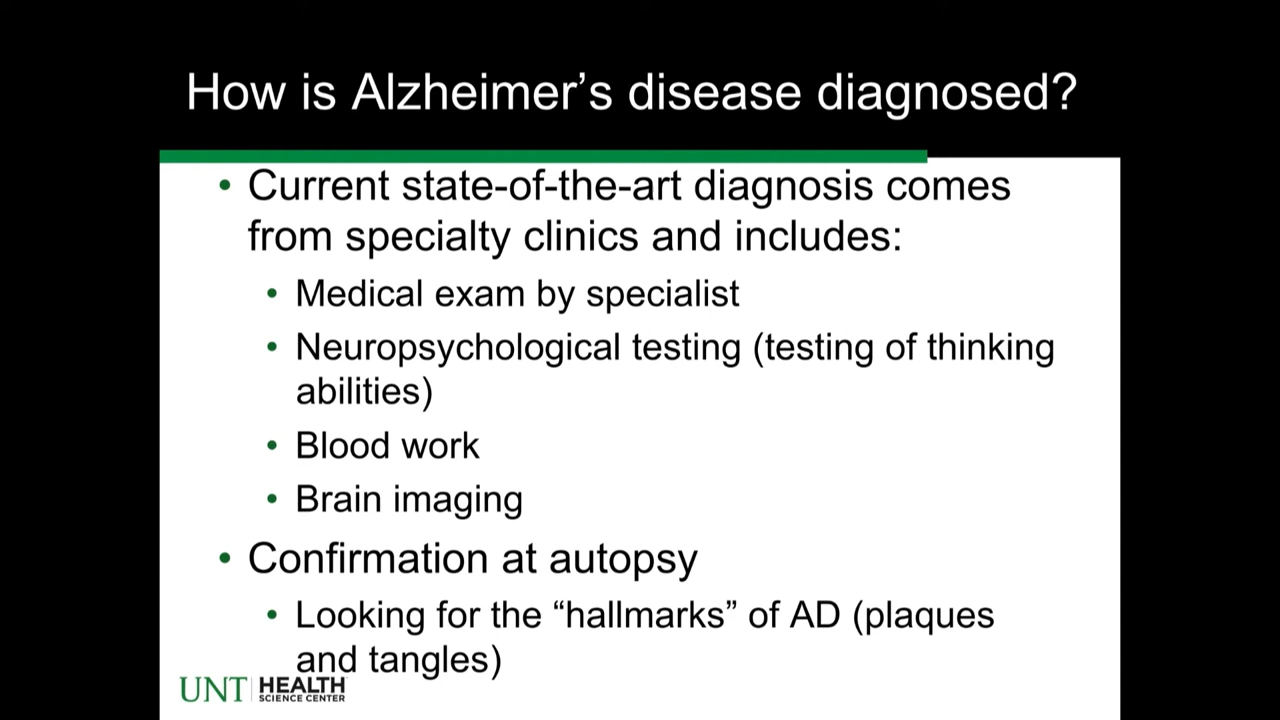 How is Alzheimer’s disease diagnosed?
• Current state-of-the-art diagnosis comes
from specialty clinics and includes:
• Medical exam by specialist
• Neuropsychological testing (testing of thinking
abilities)
• Blood work
• Brain imaging
• Confirmation at autopsy
• Looking for the “hallmarks” of AD (plaques
and tangles)
UNT HEALTH
SCIENCE CENTER